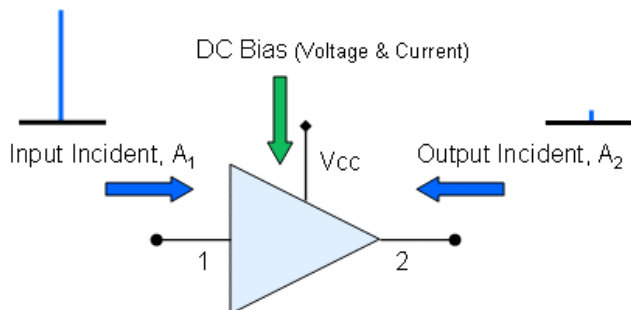 DC Bias (Voltage & Current)
Input Incident, A₁
Vcc
Output Incident, A₂
1
2